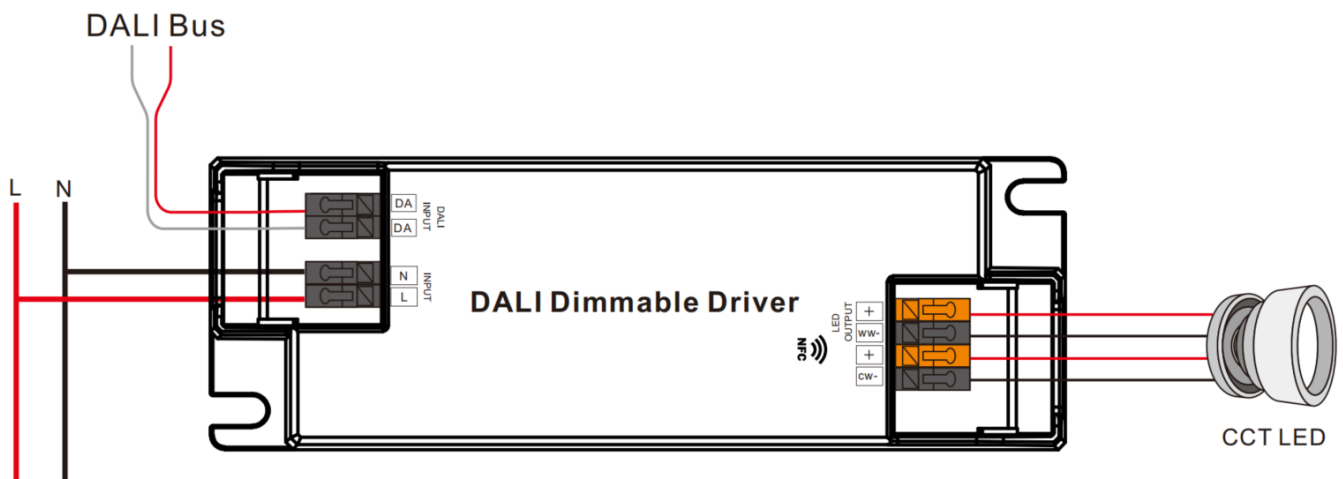 DALI Bus
L
N
DA
DA
DALI
INPUT
N
L
INPUT
DALI Dimmable Driver
NFC
LED
OUTPUT
+
WW-
+
CW-
CCT LED